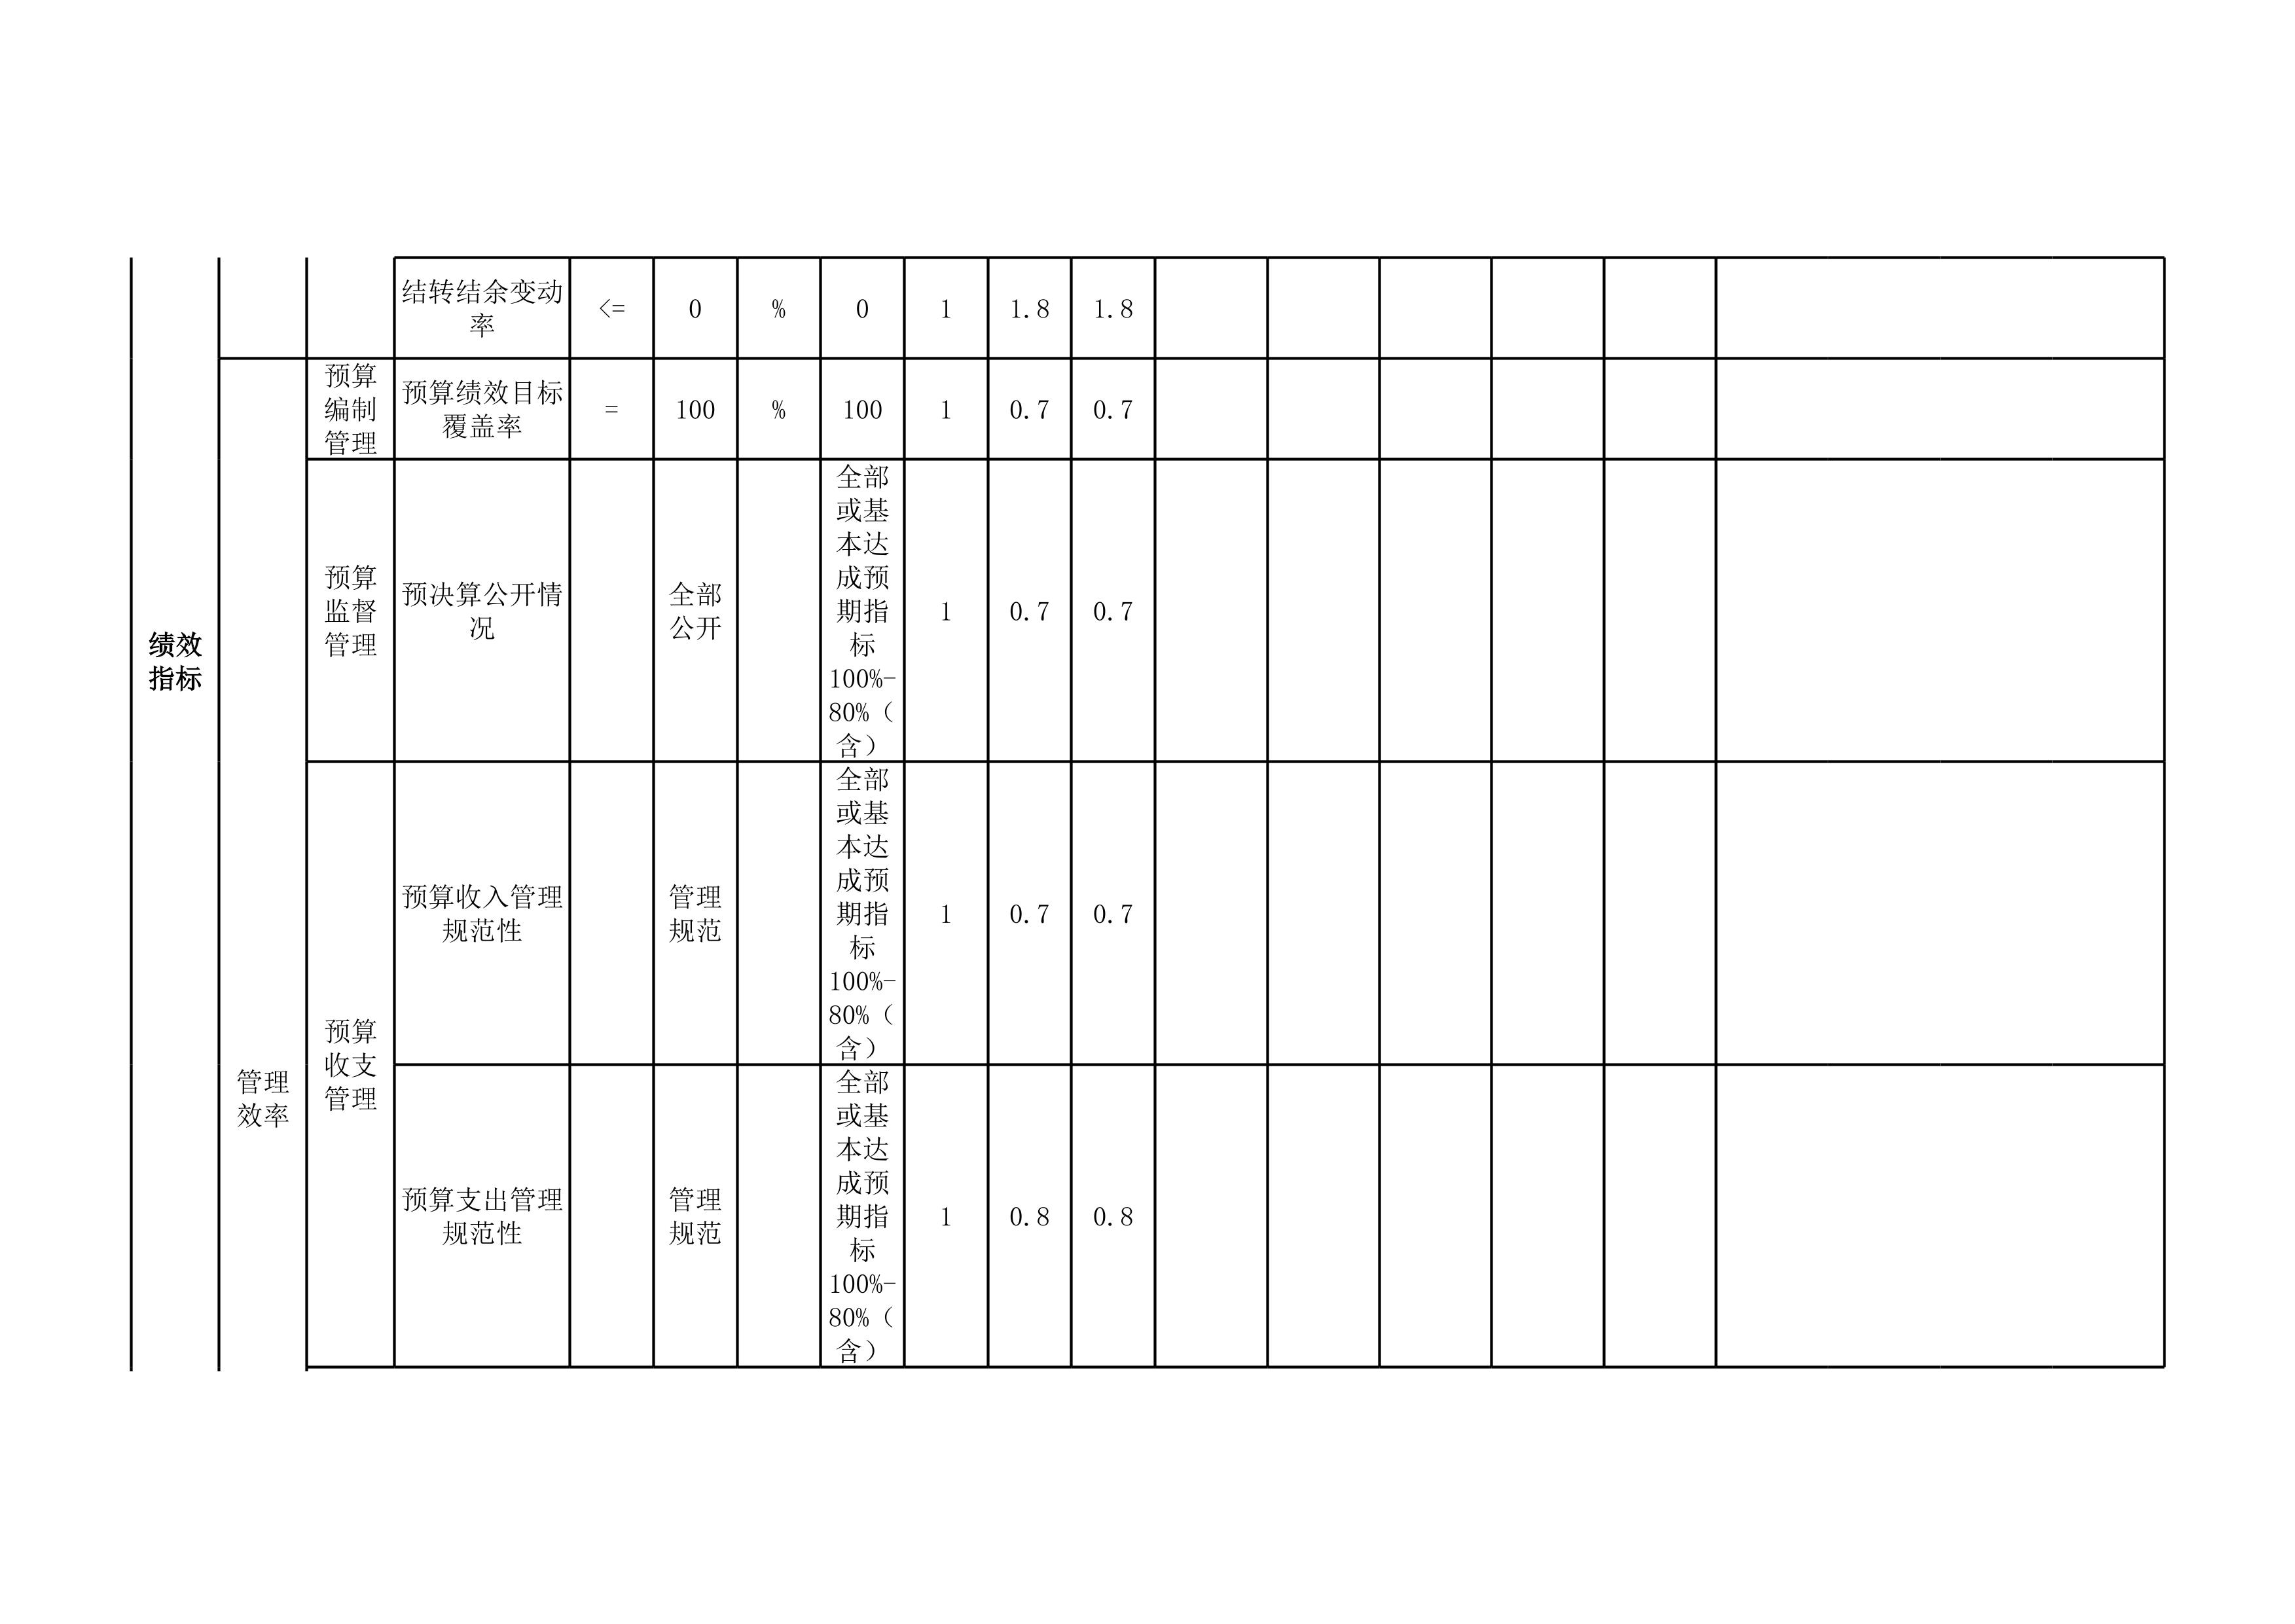 结转结余变动
率
<=
0
%
0
1
1.8
1.8
预算
编制
管理
预算绩效目标
覆盖率
=
100
%
100
1
0.7
0.7
绩效
指标
预算
监督
管理
预决算公开情
况
全部
公开
全部
或基
本达
成预
期指
标
100%-
80%（
含）
1
0.7
0.7
管理
效率
预算
收支
管理
预算收入管理
规范性
管理
规范
全部
或基
本达
成预
期指
标
100%-
80%（
含）
1
0.7
0.7
预算支出管理
规范性
管理
规范
全部
或基
本达
成预
期指
标
100%-
80%（
含）
1
0.8
0.8